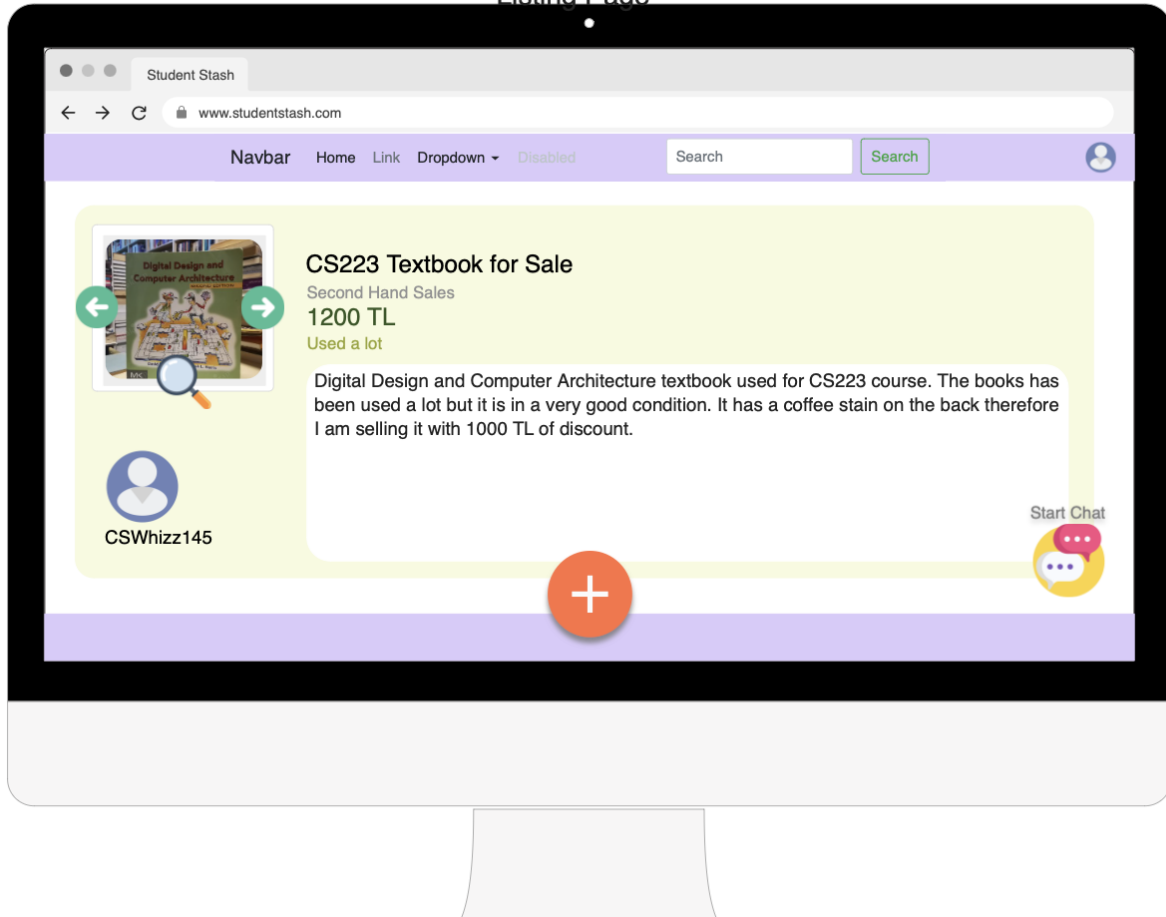 Listing Page
Student Stash
www.studentstash.com
Navbar Home Link Dropdown Disabled Search Search
Digital Design and
Computer Architecture
MK
CS223 Textbook for Sale
Second Hand Sales
1200 TL
Used a lot
Digital Design and Computer Architecture textbook used for CS223 course. The books has
been used a lot but it is in a very good condition. It has a coffee stain on the back therefore
I am selling it with 1000 TL of discount.
CSWhizz145
Start Chat